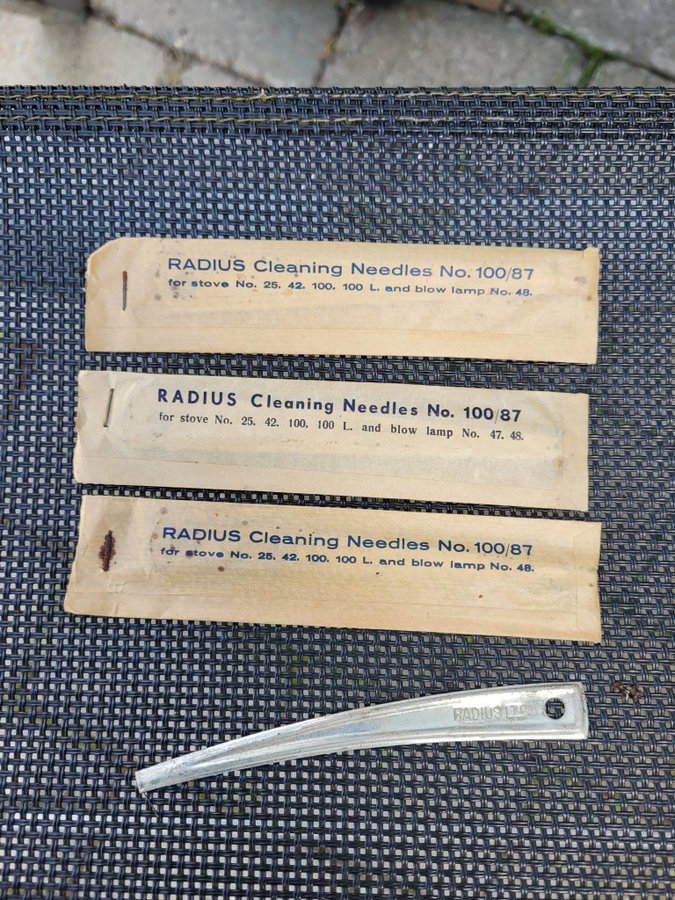 RADIUS Cleaning Needles No. 100/87
for stove No. 25. 42. 100. 100 L. and blow lamp No. 48.
RADIUS Cleaning Needles No. 100/87
for stove No. 25. 42. 100. 100 L. and blow lamp No. 47. 48.
RADIUS Cleaning Needles No. 100/87
for stove No. 25. 42. 100. 100 L. and blow lamp No. 48.
RADIUS